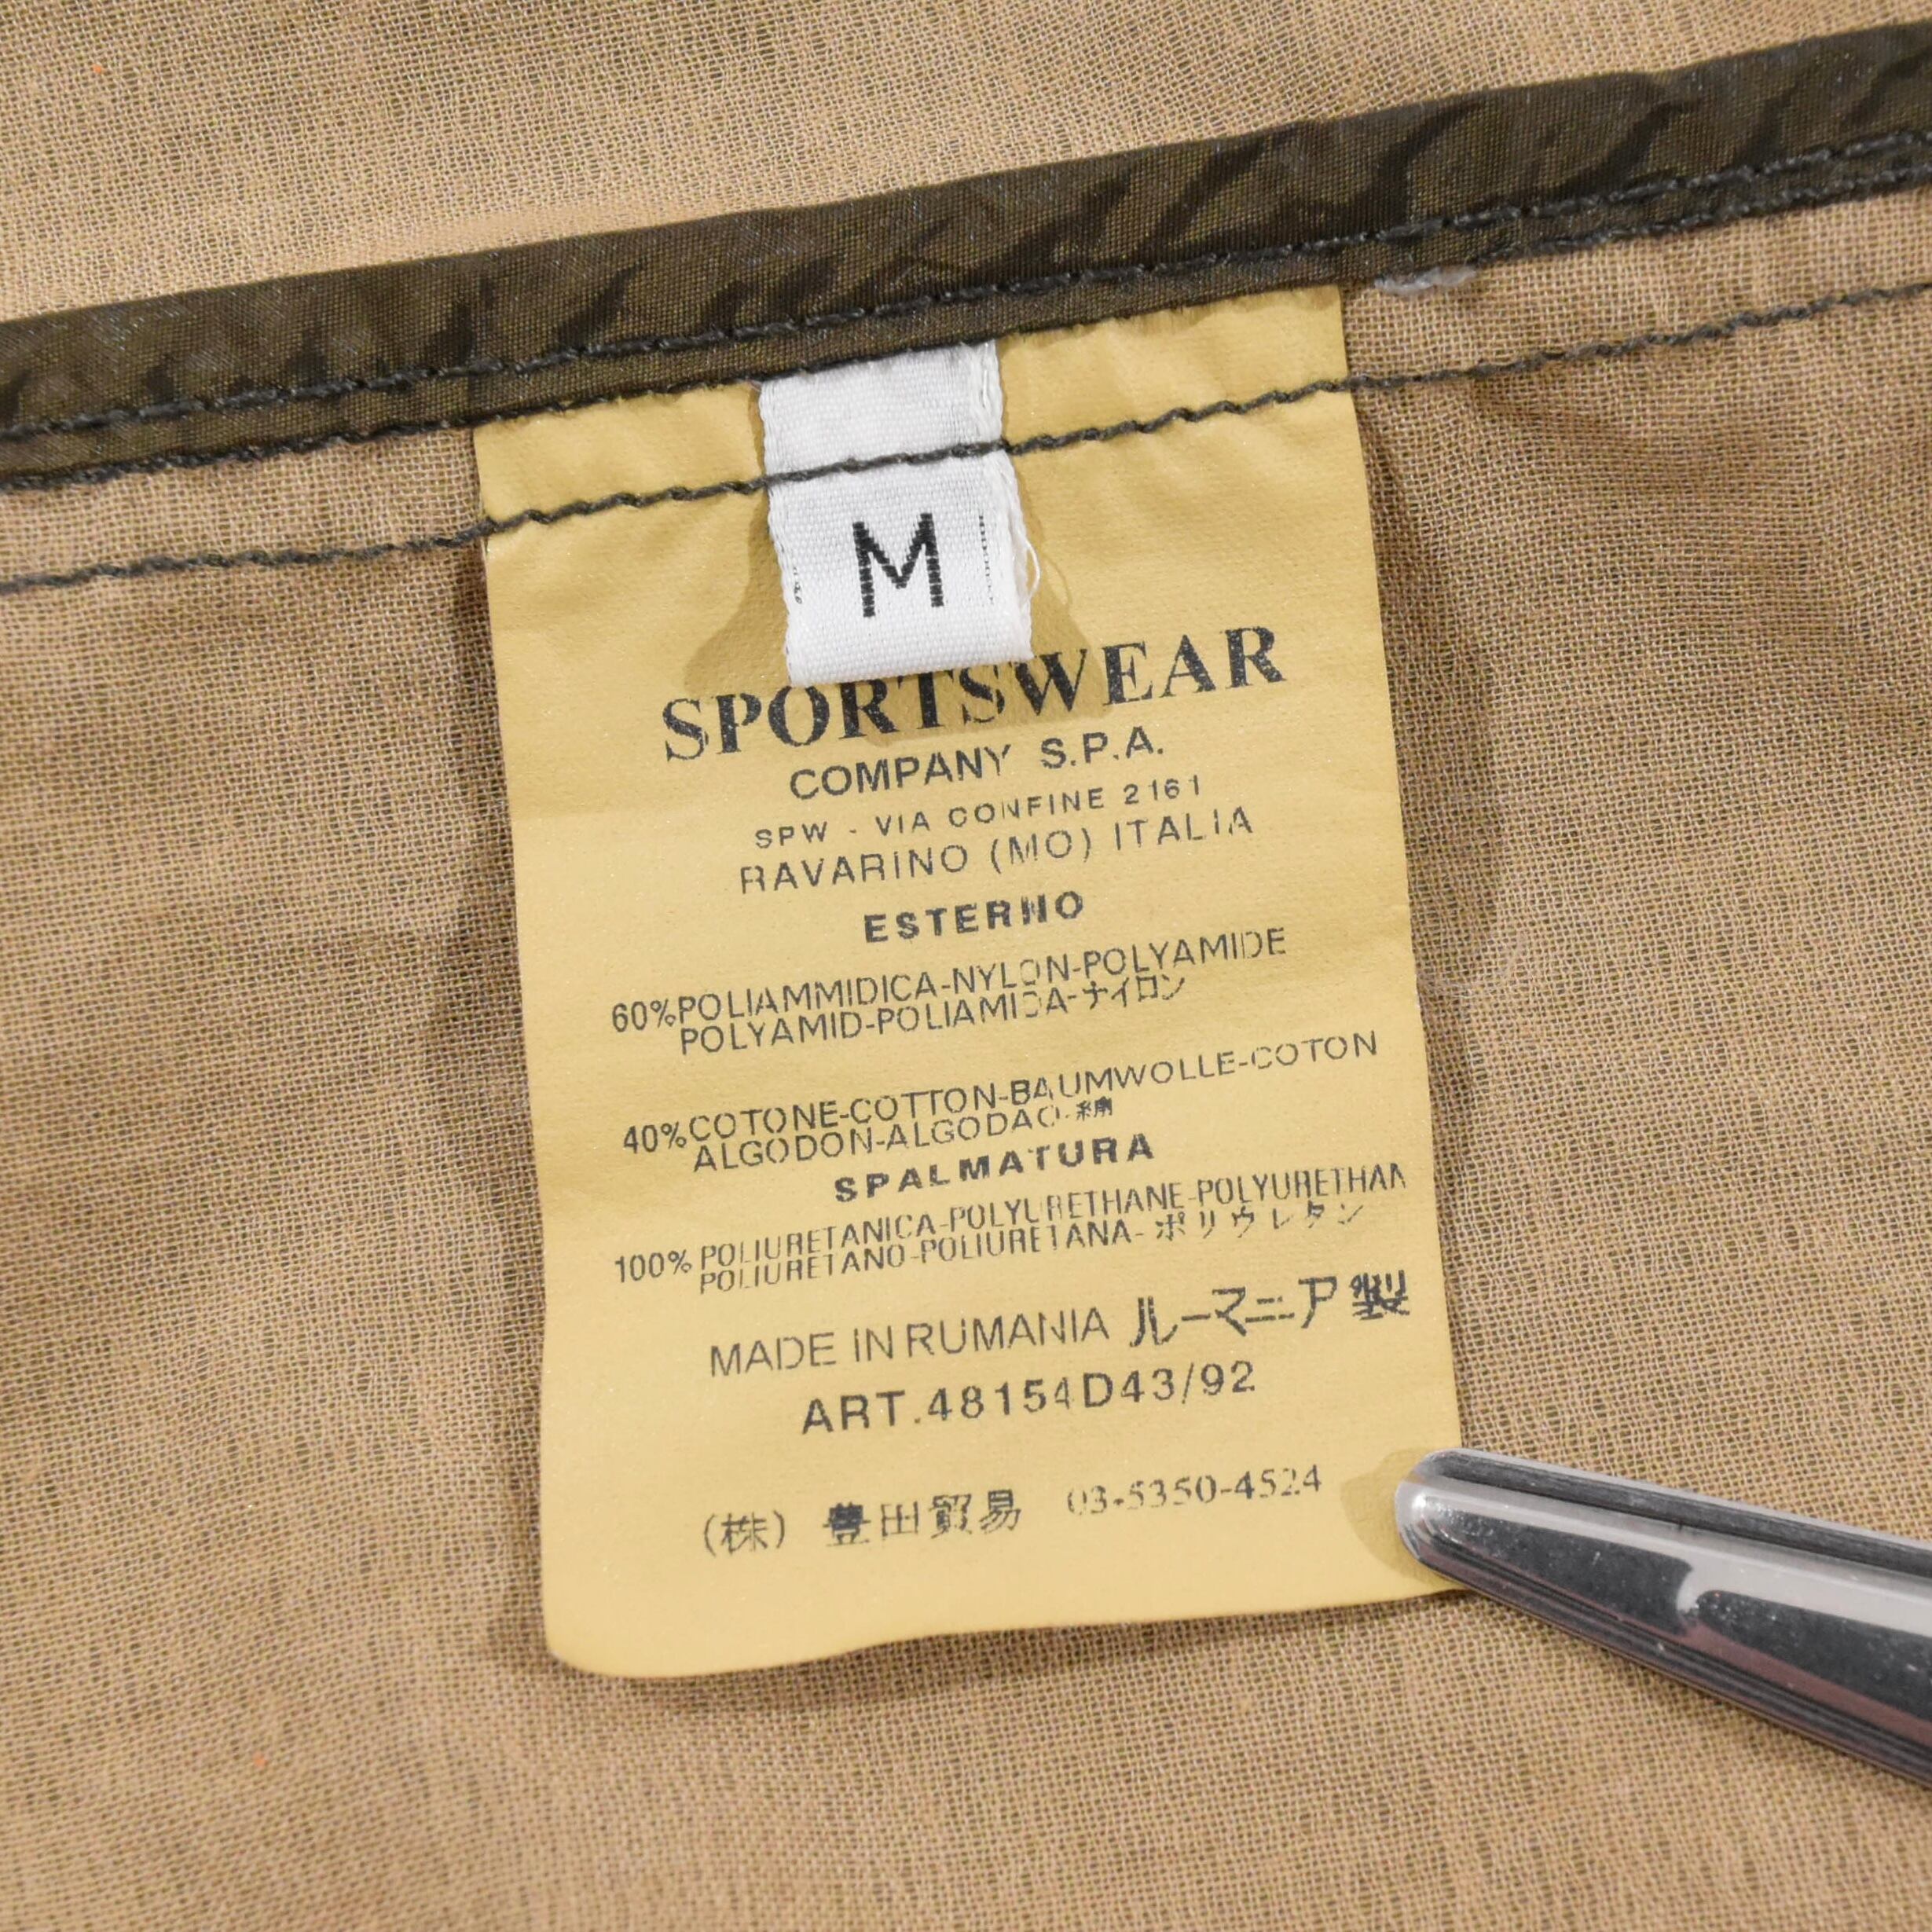 M
SPORTSWEAR
COMPANY S.P.A.
SPW - VIA CONFINE 2161
RAVARINO (MO) ITALIA
ESTERNO
60%POLIAMMIDICA-NYLON-POLYAMIDE
POLYAMID-POLIAMIDA-ナイロン
40%COTONE-COTTON-BAUMWOLLE-COTON
ALGODON-ALGODAO-綿
SPALMATURA
100% POLIURETANICA-POLYURETHANE-POLYURETHAN
POLIURETANO-POLIURETANA-ポリウレタン
MADE IN RUMANIA ルーマニア製
ART.48154D43/92
(株) 豊田貿易 03-5350-4524